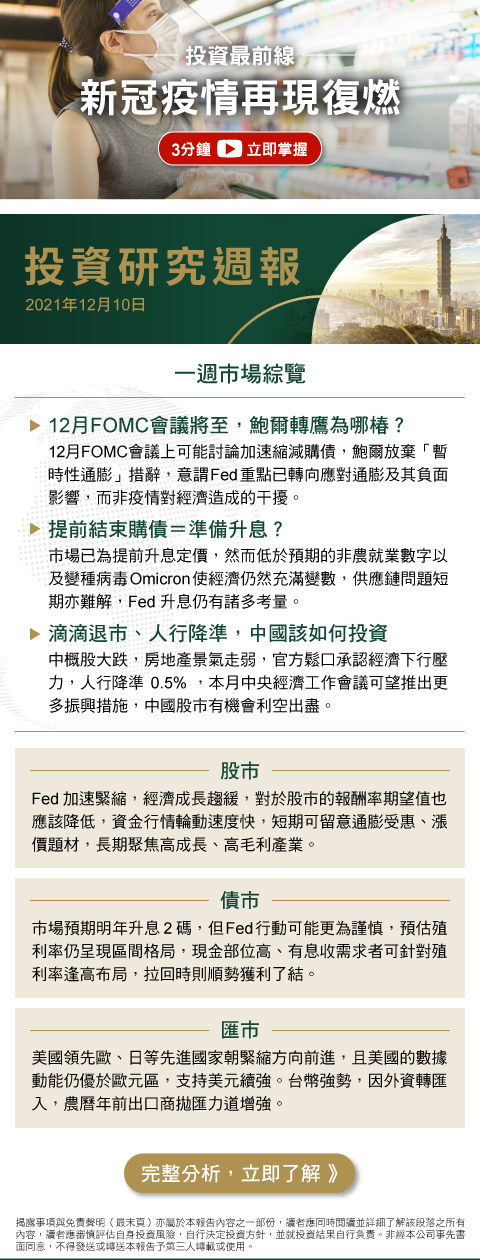 投資最前線
新冠疫情再現復燃
3分鐘 立即掌握
投資研究週報
2021年12月10日
一週市場綜覽
12月FOMC會議將至，鮑爾轉鷹為哪樁？
12月FOMC會議上可能討論加速縮減購債，鮑爾放棄「暫
時性通膨」措辭，意謂Fed重點已轉向應對通膨及其負面
影響，而非疫情對經濟造成的干擾。
提前結束購債＝準備升息？
市場已為提前升息定價，然而低於預期的非農就業數字以
及變種病毒Omicron使經濟仍然充滿變數，供應鏈問題短
期亦難解，Fed 升息仍有諸多考量。
滴滴退市、人行降準，中國該如何投資
中概股大跌，房地產景氣走弱，官方鬆口承認經濟下行壓
力，人行降準 0.5% ，本月中央經濟工作會議可望推出更
多振興措施，中國股市有機會利空出盡。
股市
Fed 加速緊縮，經濟成長趨緩，對於股市的報酬率期望值也
應該降低，資金行情輪動速度快，短期可留意通膨受惠、漲
價題材，長期聚焦高成長、高毛利產業。
債市
市場預期明年升息 2 碼，但Fed行動可能更為謹慎，預估殖
利率仍呈現區間格局，現金部位高、有息收需求者可針對殖
利率逢高布局，拉回時則順勢獲利了結。
匯市
美國領先歐、日等先進國家朝緊縮方向前進，且美國的數據
動能仍優於歐元區，支持美元續強。台幣強勢，因外資轉匯
入，農曆年前出口商拋匯力道增強。
完整分析，立即了解 》
揭露事項與免責聲明（最末頁）亦屬於本報告內容之一部份，讀者應同時閱讀並詳細了解該段落之所有
內容，讀者應審慎評估自身投資風險，自行決定投資方針，並就投資結果自行負責。非經本公司事先書
面同意，不得發送或轉送本報告予第三人轉載或使用。